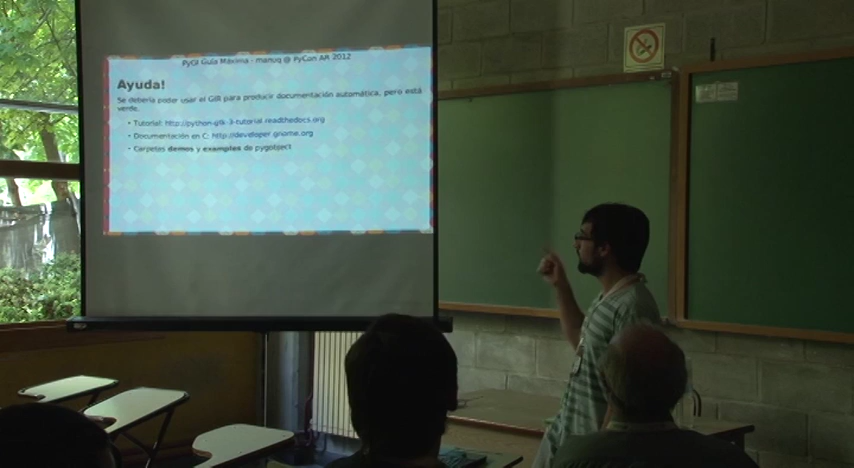 PyGI Guía Máxima - manuq @ PyCon AR 2012
Ayuda!
Se debería poder usar el GIR para producir documentación automática, pero está
verde.
• Tutorial: http://python-gtk-3-tutorial.readthedocs.org
• Documentación en C: http://developer.gnome.org
• Carpetas demos y examples de pygobject